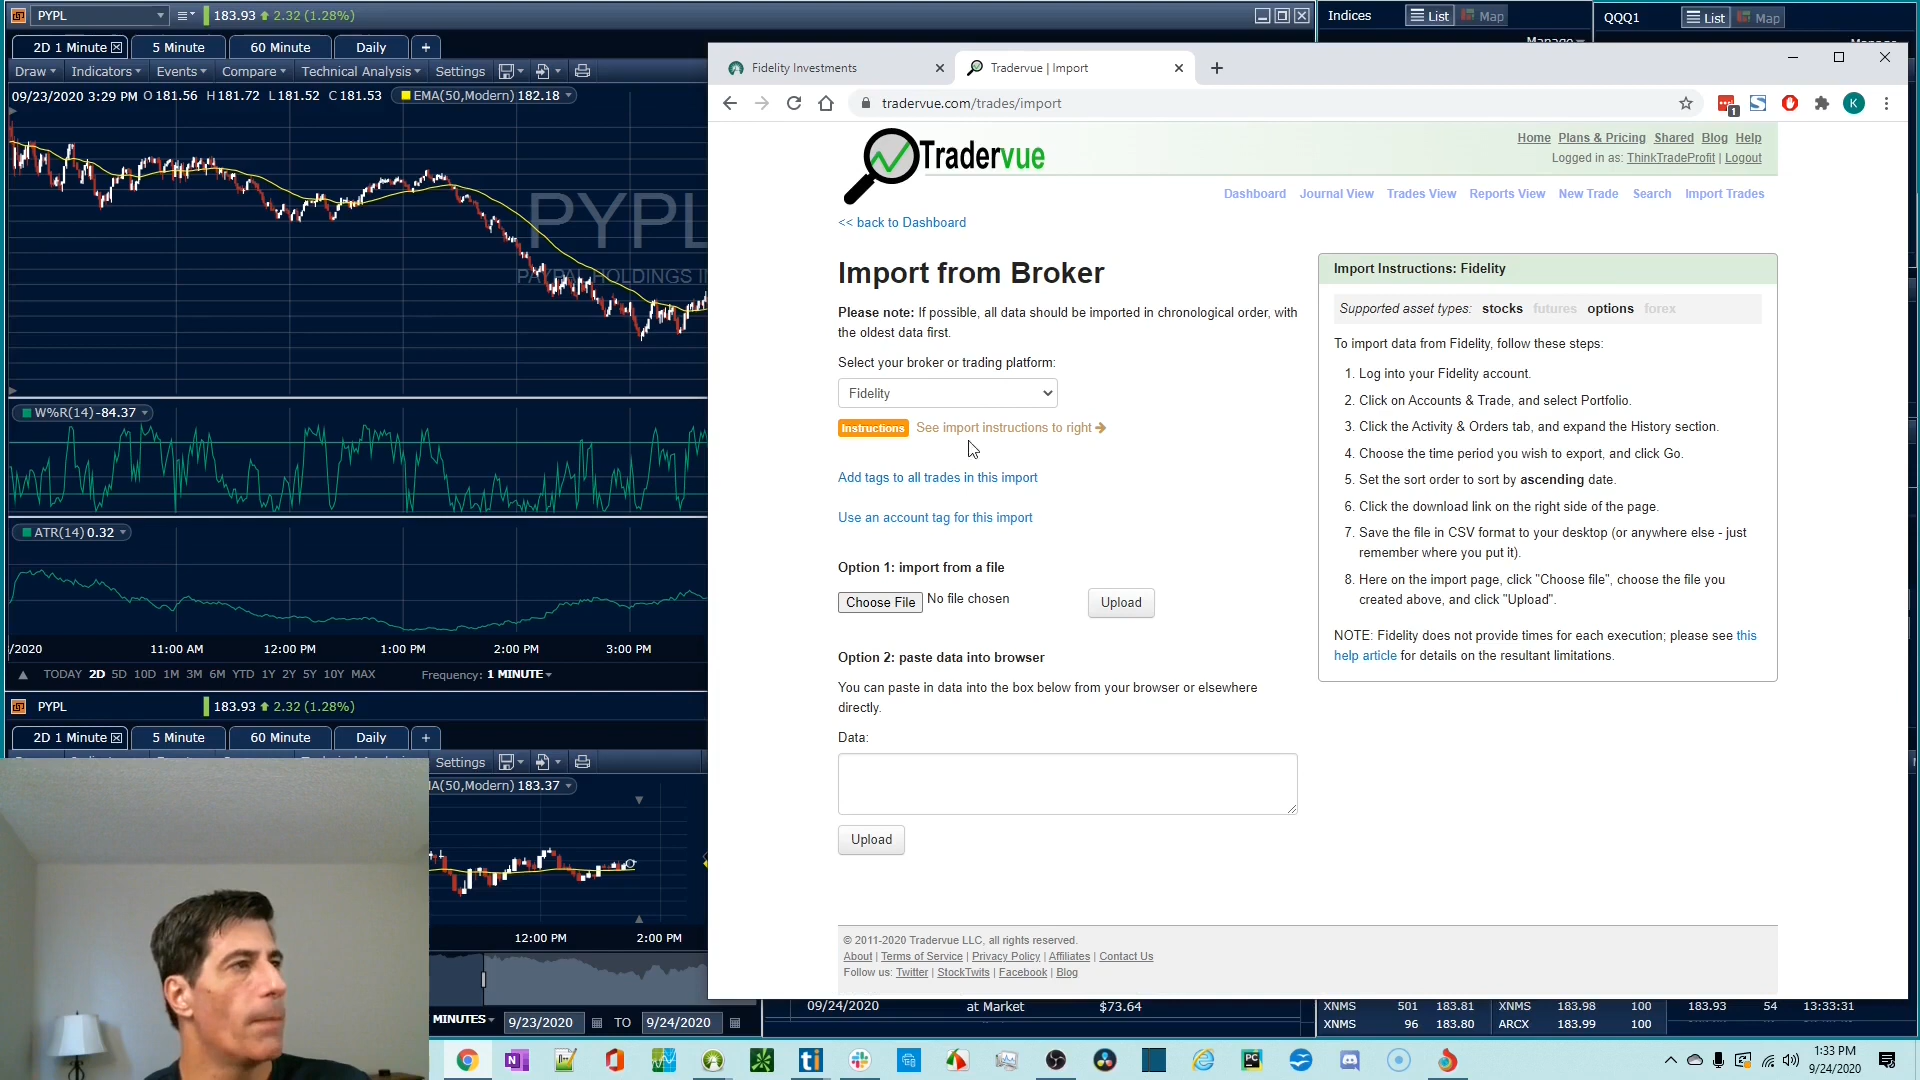 PYPL
183.93 2.32 (1.28%)
2D 1 Minute
5 Minute
60 Minute
Daily
+
Draw
Indicators
Events
Compare
Technical Analysis
Settings
09/23/2020 3:29 PM O 181.56 H 181.72 L 181.52 C 181.53
EMA(50,Modern) 182.18
PYPL
PAYPAL HOLDINGS
W%R(14) -84.37
ATR(14) 0.32
/2020
11:00 AM
12:00 PM
1:00 PM
2:00 PM
3:00 PM
TODAY 2D 5D 10D 1M 3M 6M YTD 1Y 2Y 5Y 10Y MAX
Frequency: 1 MINUTE
PYPL
183.93 2.32 (1.28%)
2D 1 Minute
5 Minute
60 Minute
Daily
+
Settings
(50,Modern) 183.37
12:00 PM
2:00 PM
MINUTES
9/23/2020 TO 9/24/2020
Indices
List
Map
QQQ1
List
Map
Fidelity Investments
Tradervue | Import
tradervue.com/trades/import
1
K
Tradervue
Home Plans & Pricing Shared Blog Help
Logged in as: ThinkTradeProfit | Logout
Dashboard Journal View Trades View Reports View New Trade Search Import Trades
<< back to Dashboard
Import from Broker
Please note: If possible, all data should be imported in chronological order, with
the oldest data first.
Select your broker or trading platform:
Fidelity
Instructions See import instructions to right
Add tags to all trades in this import
Use an account tag for this import
Option 1: import from a file
Choose File No file chosen
Upload
Option 2: paste data into browser
You can paste in data into the box below from your browser or elsewhere
directly.
Data:
Upload
Import Instructions: Fidelity
Supported asset types: stocks futures options forex
To import data from Fidelity, follow these steps:
1. Log into your Fidelity account.
2. Click on Accounts & Trade, and select Portfolio.
3. Click the Activity & Orders tab, and expand the History section.
4. Choose the time period you wish to export, and click Go.
5. Set the sort order to sort by ascending date.
6. Click the download link on the right side of the page.
7. Save the file in CSV format to your desktop (or anywhere else - just
remember where you put it).
8. Here on the import page, click "Choose file", choose the file you
created above, and click "Upload".
NOTE: Fidelity does not provide times for each execution; please see this
help article for details on the resultant limitations.
© 2011-2020 Tradervue LLC, all rights reserved.
About | Terms of Service | Privacy Policy | Affiliates | Contact Us
Follow us: Twitter | StockTwits | Facebook | Blog
09/24/2020 at Market $73.64
XNMS 501 183.81 XNMS 183.98 100 183.93 54 13:33:31
XNMS 96 183.80 ARCX 183.99 100
1:33 PM
9/24/2020